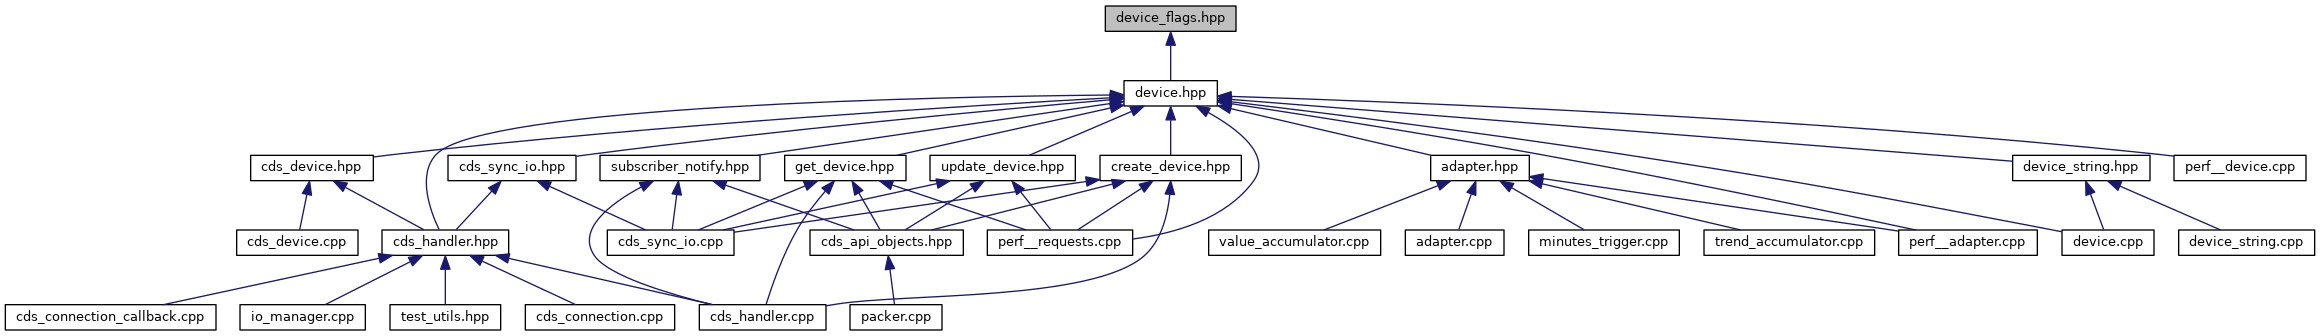 device_flags.hpp
device.hpp
cds_device.hpp
cds_sync_io.hpp
subscriber_notify.hpp
get_device.hpp
update_device.hpp
create_device.hpp
adapter.hpp
device_string.hpp
perf__device.cpp
cds_device.cpp
cds_handler.hpp
cds_sync_io.cpp
cds_api_objects.hpp
perf__requests.cpp
value_accumulator.cpp
adapter.cpp
minutes_trigger.cpp
trend_accumulator.cpp
perf__adapter.cpp
device.cpp
device_string.cpp
cds_connection_callback.cpp
io_manager.cpp
test_utils.hpp
cds_connection.cpp
cds_handler.cpp
packer.cpp